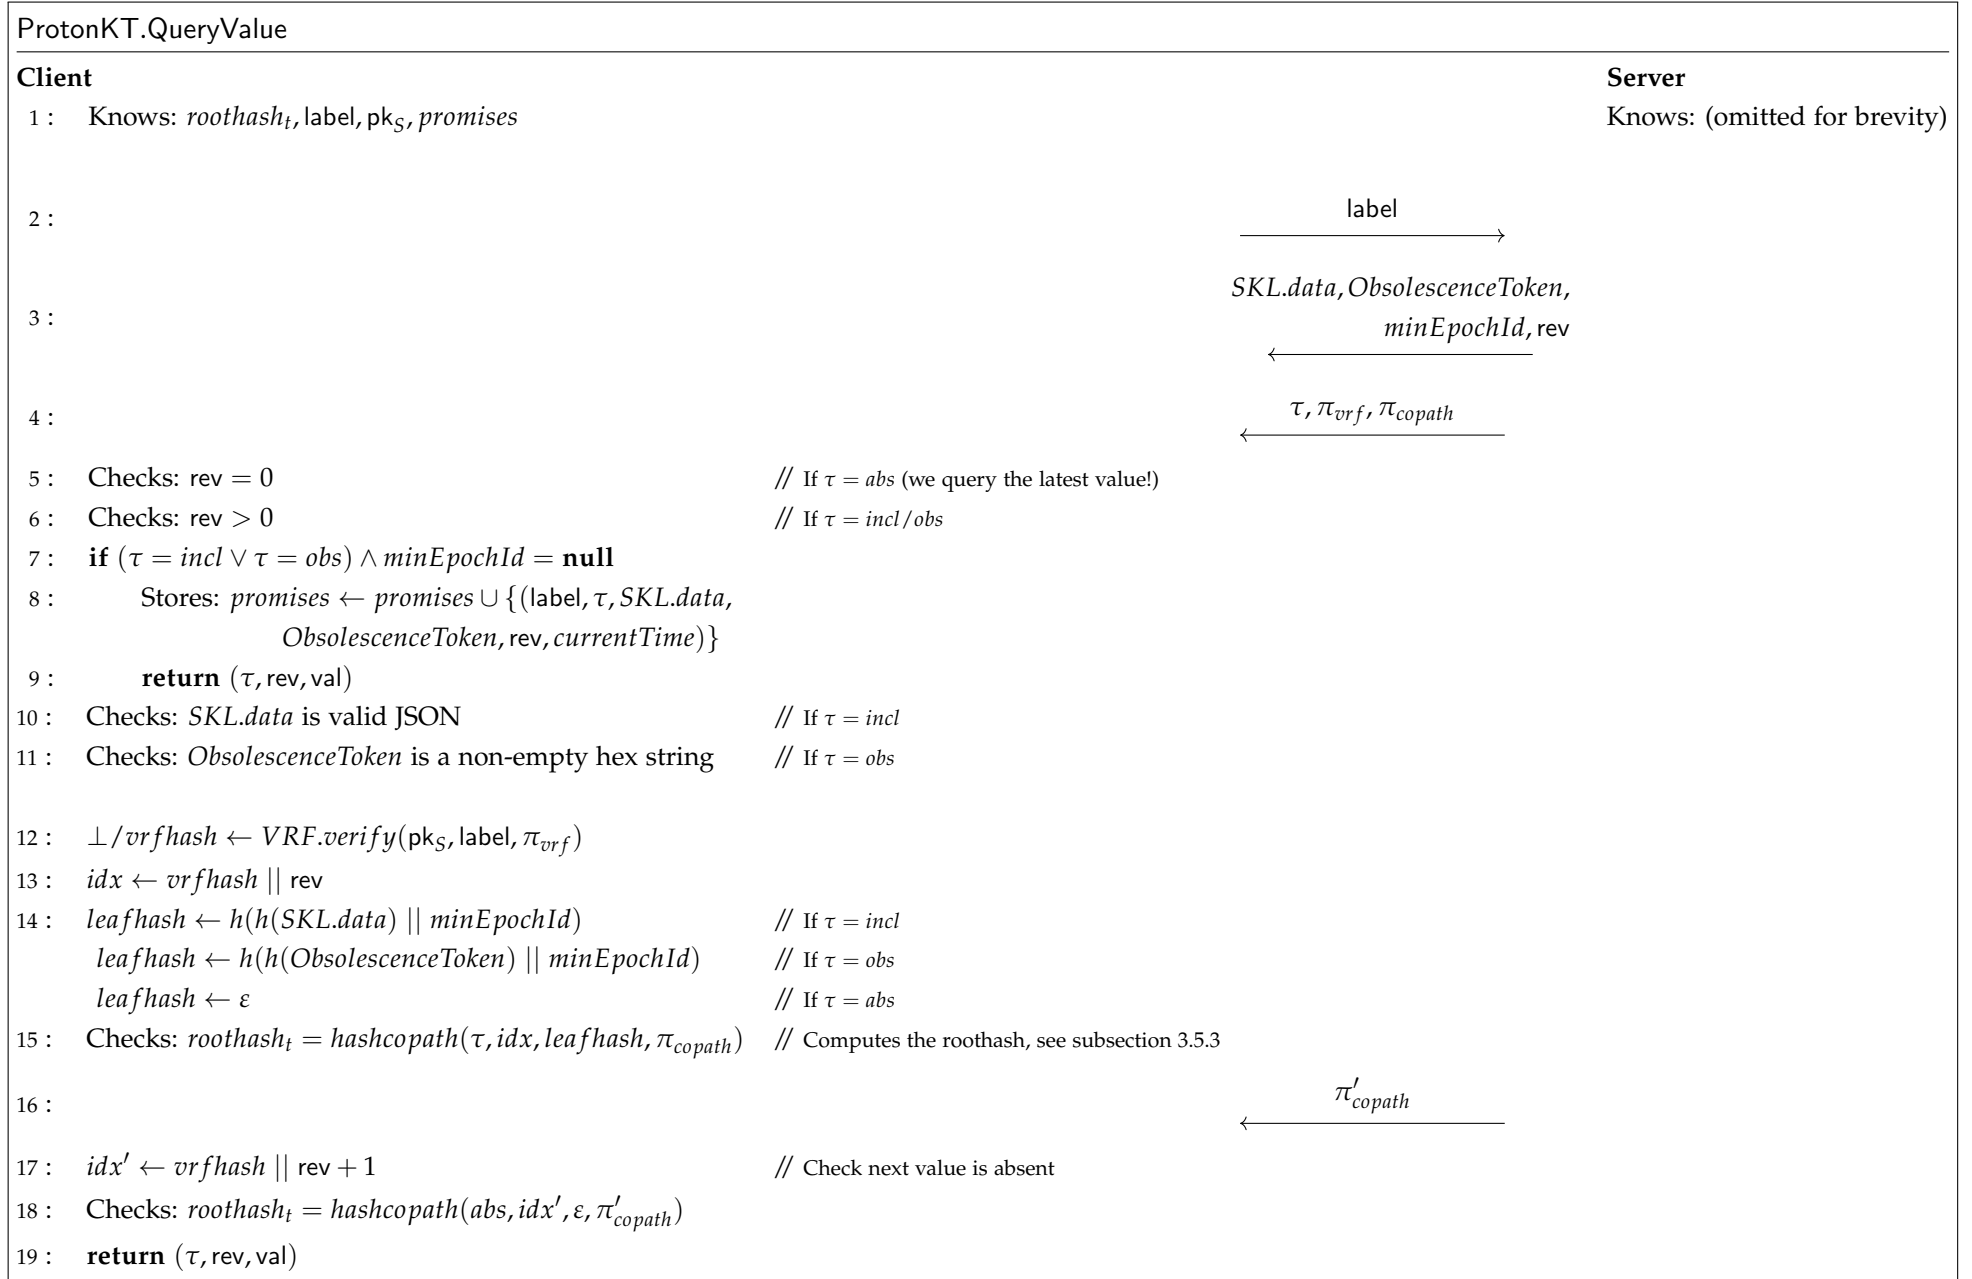 ProtonKT.QueryValue
Client Server
1 : Knows: roothash_t, label, pk_S, promises Knows: (omitted for brevity)
2 : label
SKL.data, ObsolescenceToken,
3 : minEpochId, rev
4 : τ, π_vrf, π_copath
5 : Checks: rev = 0 // If τ = abs (we query the latest value!)
6 : Checks: rev > 0 // If τ = incl/obs
7 : if (τ = incl ∨ τ = obs) ∧ minEpochId = null
8 : Stores: promises ← promises ∪ {(label, τ, SKL.data,
ObsolescenceToken, rev, currentTime)}
9 : return (τ, rev, val)
10 : Checks: SKL.data is valid JSON // If τ = incl
11 : Checks: ObsolescenceToken is a non-empty hex string // If τ = obs
12 : ⊥/vrfhash ← VRF.verify(pk_S, label, π_vrf)
13 : idx ← vrfhash || rev
14 : leafhash ← h(h(SKL.data) || minEpochId) // If τ = incl
leafhash ← h(h(ObsolescenceToken) || minEpochId) // If τ = obs
leafhash ← ε // If τ = abs
15 : Checks: roothash_t = hashcopath(τ, idx, leafhash, π_copath) // Computes the roothash, see subsection 3.5.3
16 : π′_copath
17 : idx′ ← vrfhash || rev + 1 // Check next value is absent
18 : Checks: roothash_t = hashcopath(abs, idx′, ε, π′_copath)
19 : return (τ, rev, val)